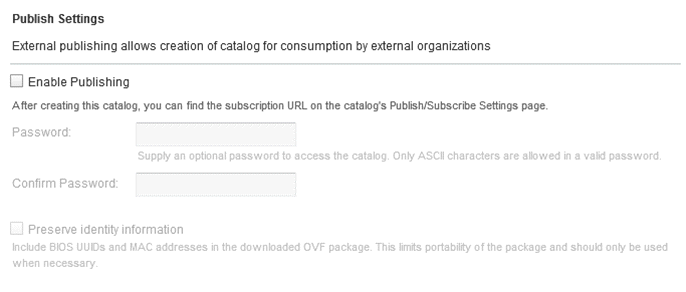 Publish Settings
External publishing allows creation of catalog for consumption by external organizations
Enable Publishing
After creating this catalog, you can find the subscription URL on the catalog's Publish/Subscribe Settings page.
Password:
Supply an optional password to access the catalog. Only ASCII characters are allowed in a valid password.
Confirm Password:
Preserve identity information
Include BIOS UUIDs and MAC addresses in the downloaded OVF package. This limits portability of the package and should only be used
when necessary.